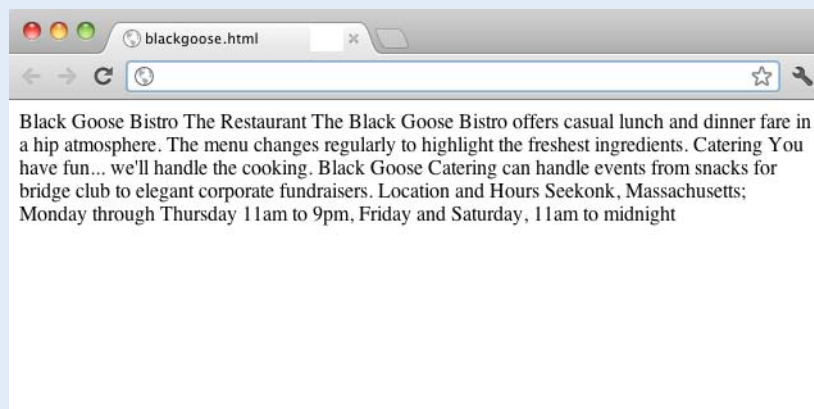 blackgoose.html
Black Goose Bistro The Restaurant The Black Goose Bistro offers casual lunch and dinner fare in
a hip atmosphere. The menu changes regularly to highlight the freshest ingredients. Catering You
have fun... we'll handle the cooking. Black Goose Catering can handle events from snacks for
bridge club to elegant corporate fundraisers. Location and Hours Seekonk, Massachusetts;
Monday through Thursday 11am to 9pm, Friday and Saturday, 11am to midnight